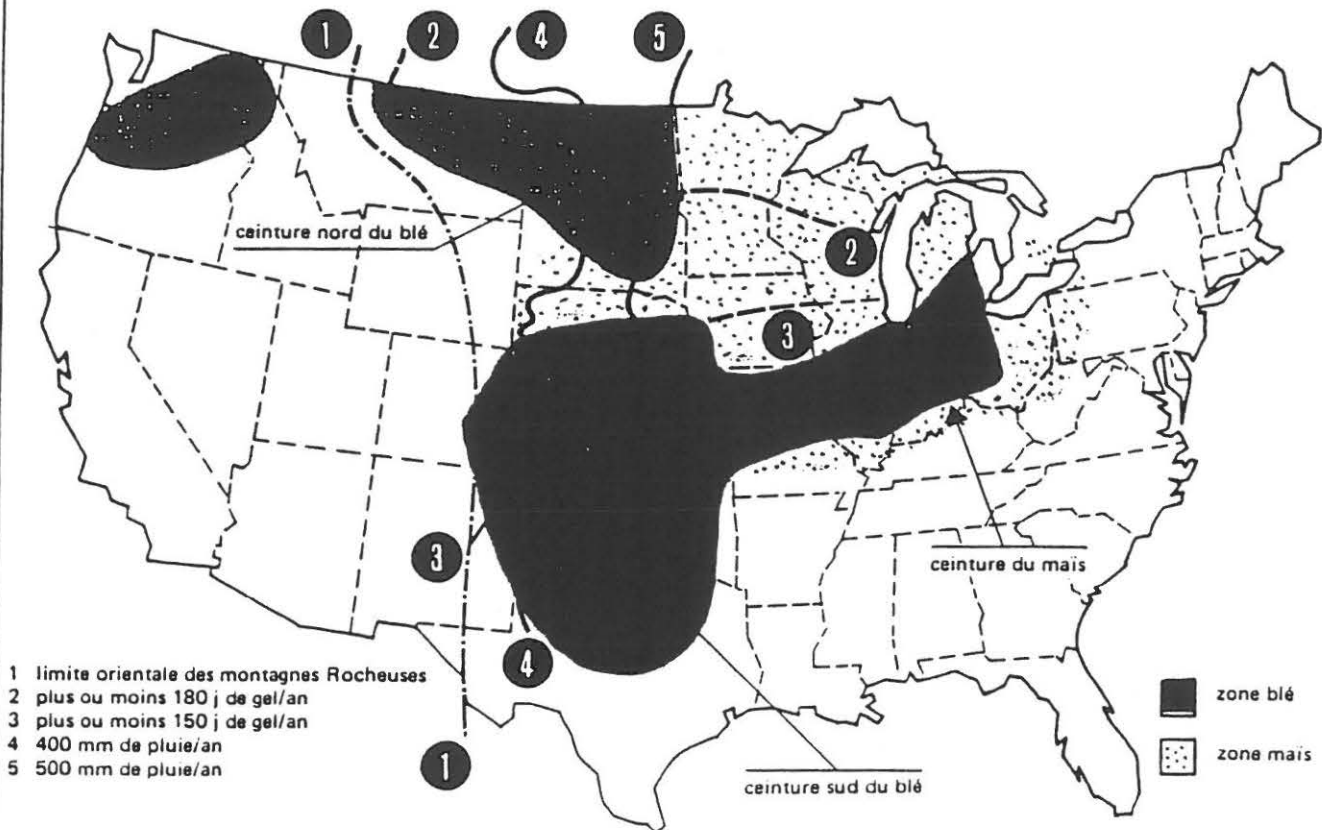 1
2
4
5
ceinture nord du blé
2
3
3
ceinture du maïs
4
1 limite orientale des montagnes Rocheuses
2 plus ou moins 180 j de gel/an
3 plus ou moins 150 j de gel/an
4 400 mm de pluie/an
5 500 mm de pluie/an
zone blé
zone maïs
1
ceinture sud du blé